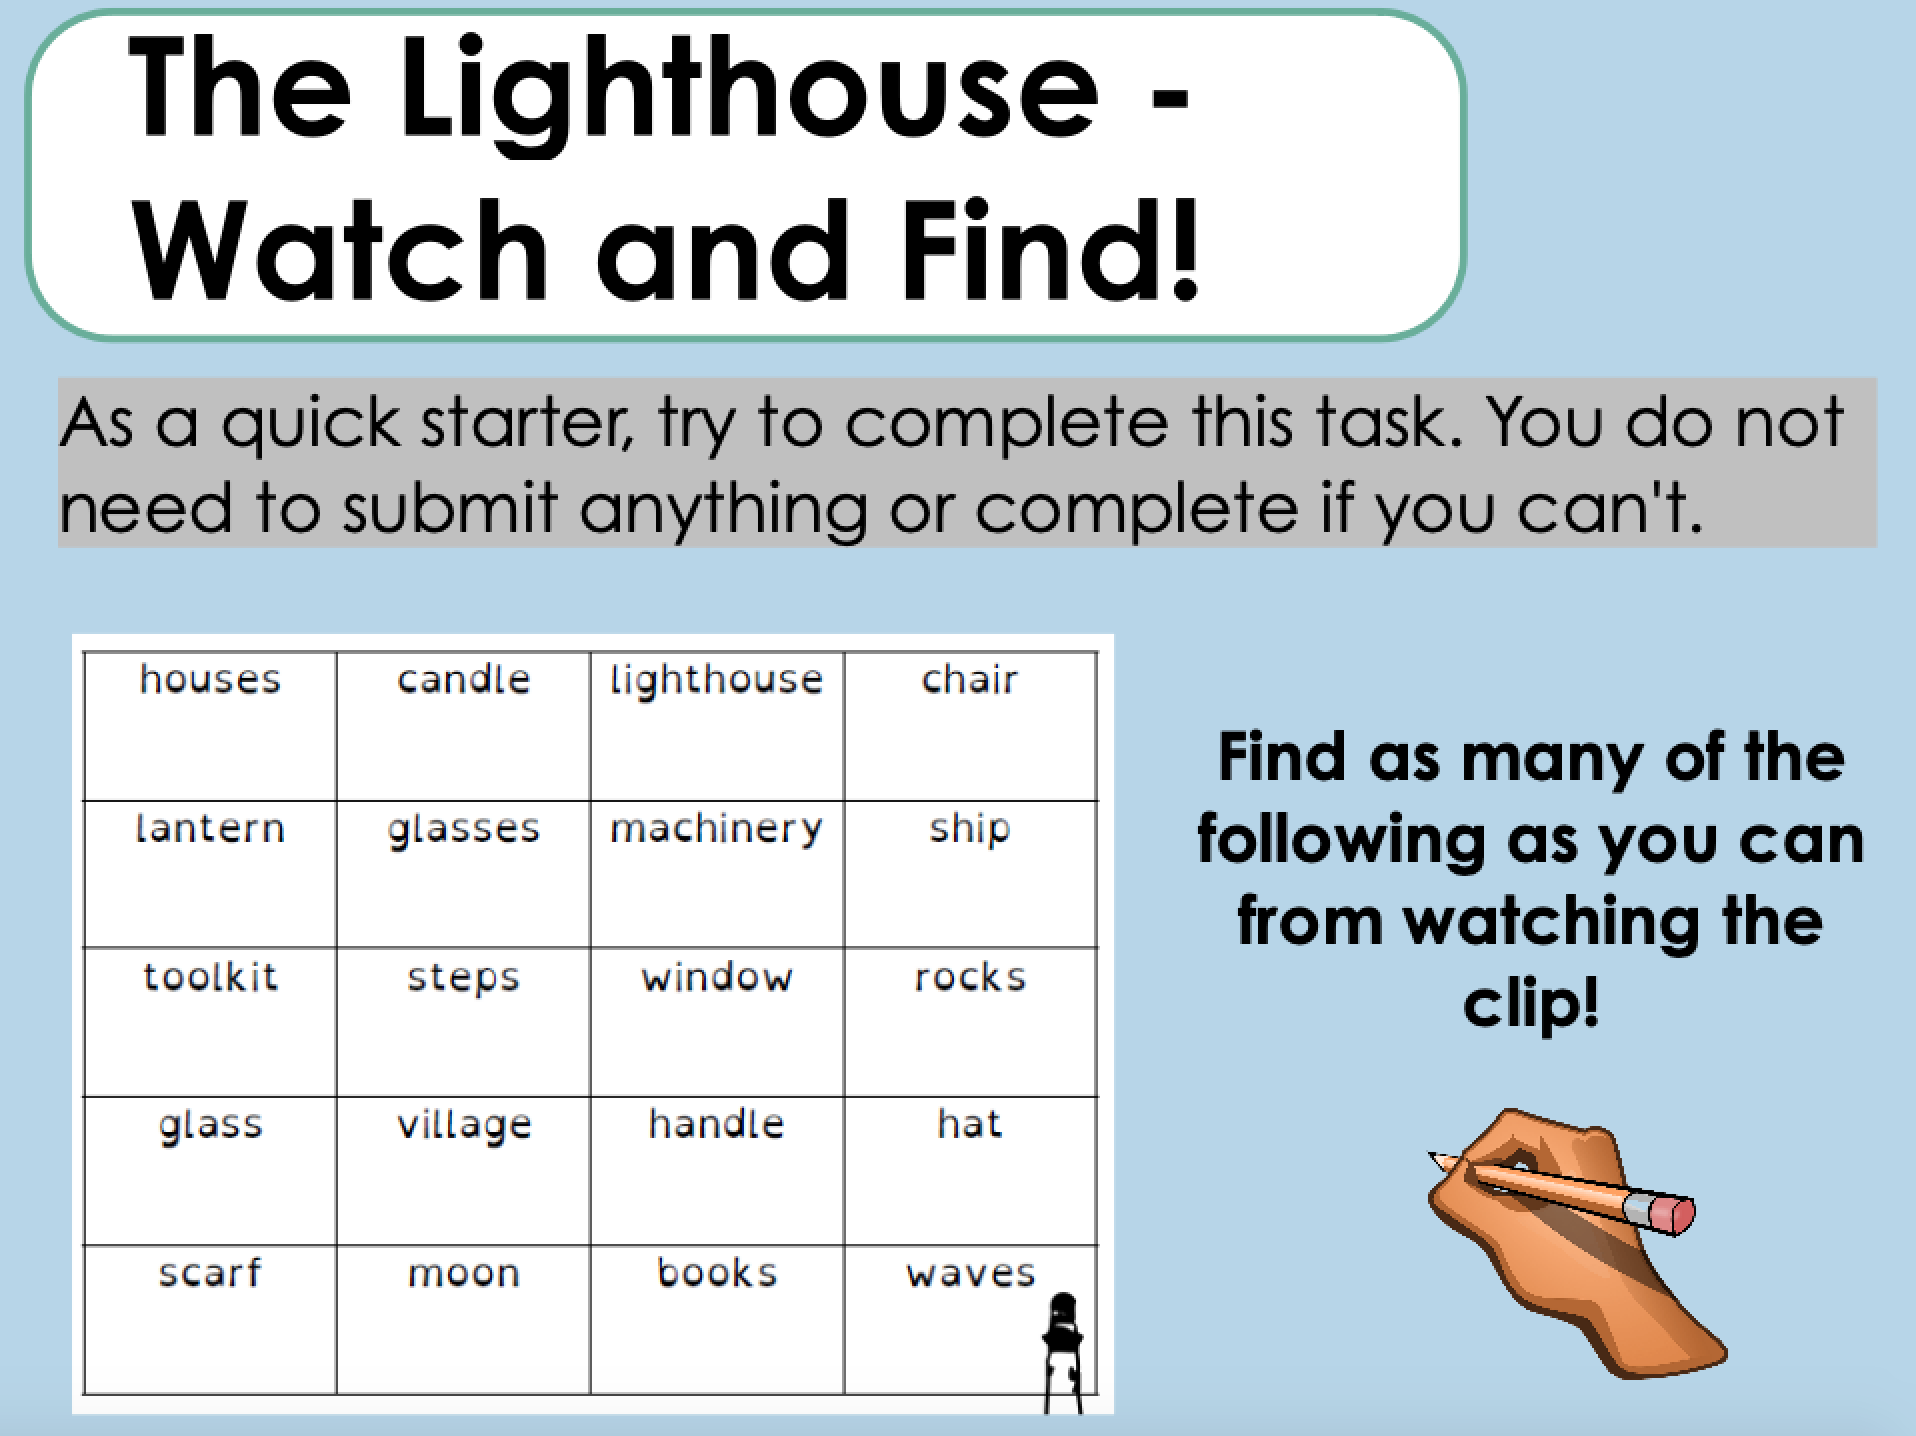 The Lighthouse -
Watch and Find!
As a quick starter, try to complete this task. You do not
need to submit anything or complete if you can't.
houses candle lighthouse chair
lantern glasses machinery ship
toolkit steps window rocks
glass village handle hat
scarf moon books waves
Find as many of the
following as you can
from watching the
clip!